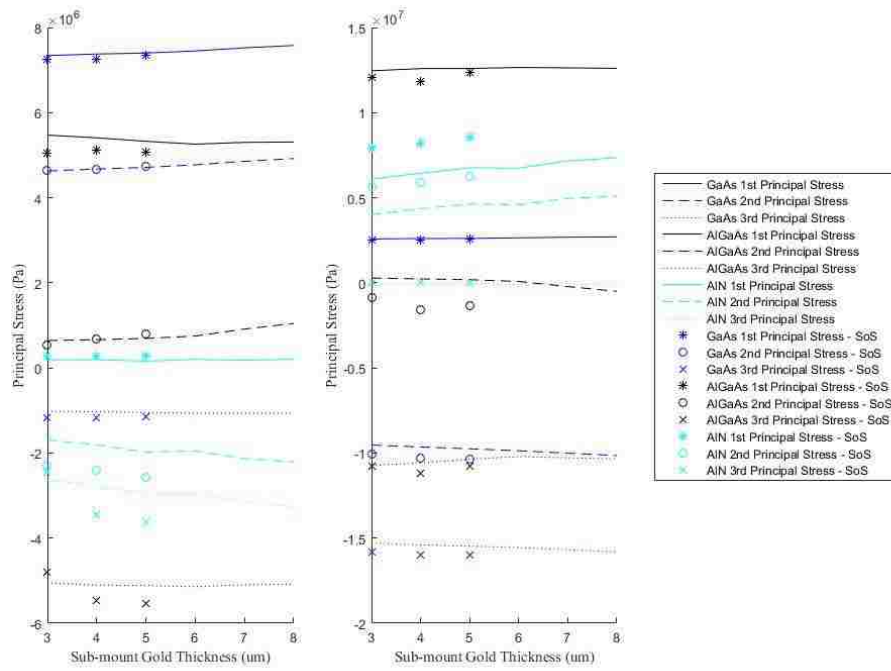 ×10⁶
8
6
4
2
0
-2
-4
-6
Principal Stress (Pa)
3 4 5 6 7 8
Sub-mount Gold Thickness (um)
×10⁷
1.5
1
0.5
0
-0.5
-1
-1.5
-2
Principal Stress (Pa)
3 4 5 6 7 8
Sub-mount Gold Thickness (um)
GaAs 1st Principal Stress
GaAs 2nd Principal Stress
GaAs 3rd Principal Stress
AlGaAs 1st Principal Stress
AlGaAs 2nd Principal Stress
AlGaAs 3rd Principal Stress
AlN 1st Principal Stress
AlN 2nd Principal Stress
AlN 3rd Principal Stress
GaAs 1st Principal Stress - SoS
GaAs 2nd Principal Stress - SoS
GaAs 3rd Principal Stress - SoS
AlGaAs 1st Principal Stress - SoS
AlGaAs 2nd Principal Stress - SoS
AlGaAs 3rd Principal Stress - SoS
AlN 1st Principal Stress - SoS
AlN 2nd Principal Stress - SoS
AlN 3rd Principal Stress - SoS